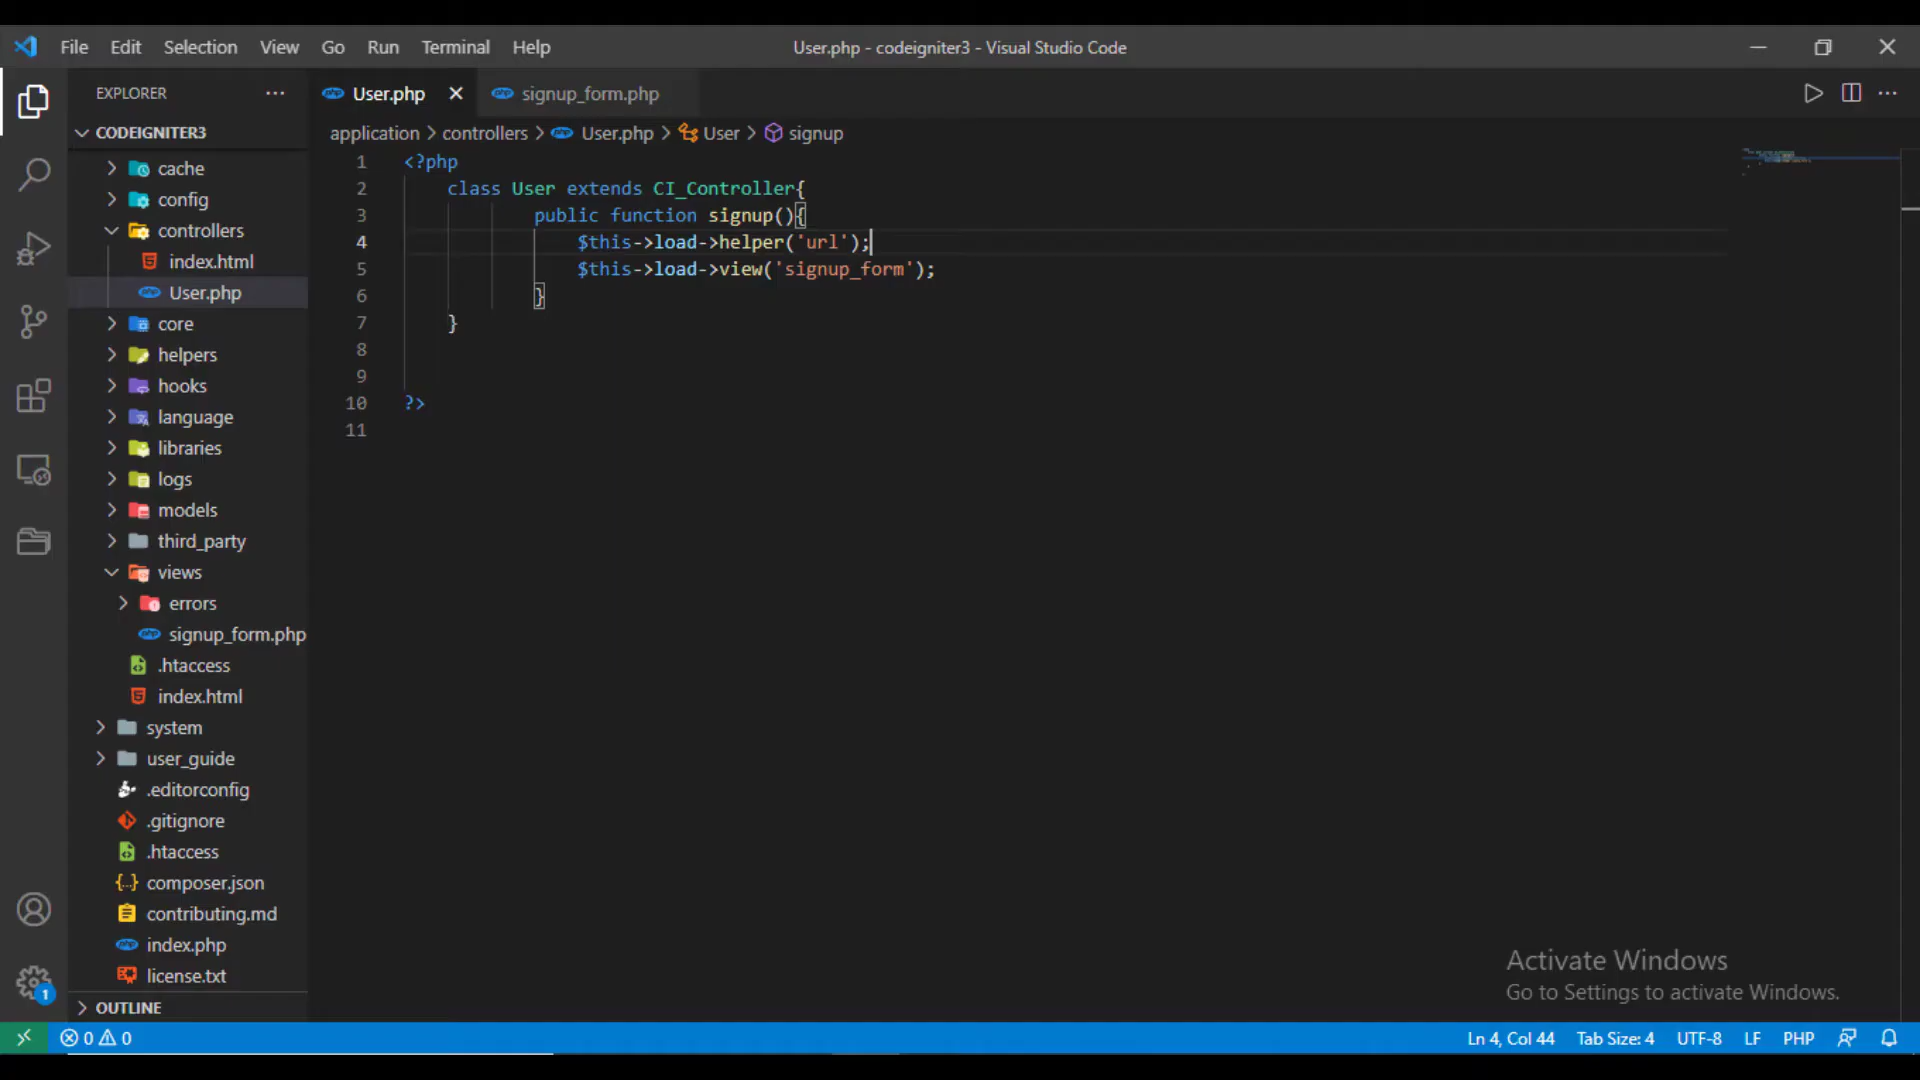 File Edit Selection View Go Run Terminal Help
User.php - codeigniter3 - Visual Studio Code
EXPLORER
User.php
signup_form.php
CODEIGNITER3
application > controllers > User.php > User > signup
cache
config
controllers
index.html
User.php
core
helpers
hooks
language
libraries
logs
models
third_party
views
errors
signup_form.php
.htaccess
index.html
system
user_guide
.editorconfig
.gitignore
.htaccess
composer.json
contributing.md
index.php
license.txt
OUTLINE
1 <?php
2 class User extends CI_Controller{
3 public function signup(){
4 $this->load->helper('url');
5 $this->load->view('signup_form');
6 }
7 }
8
9
10 ?>
11
Activate Windows
Go to Settings to activate Windows.
1
0 0
Ln 4, Col 44 Tab Size: 4 UTF-8 LF PHP